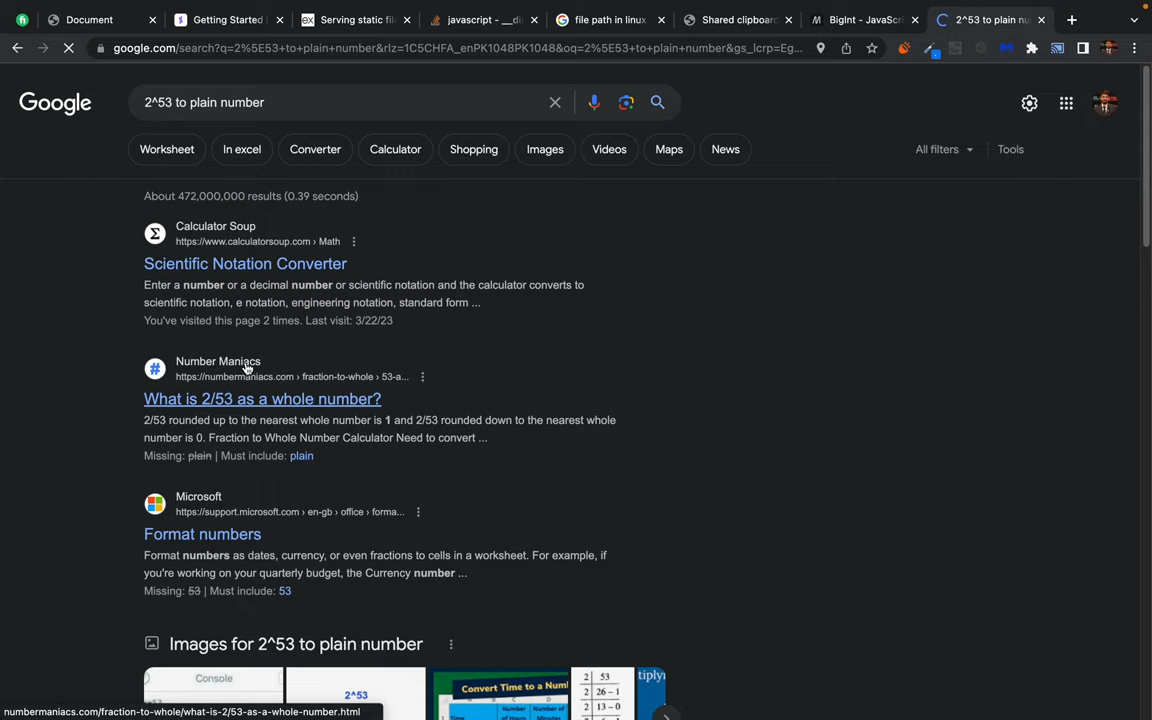 Document
Getting Started
Serving static file
javascript - __di
file path in linux
Shared clipboard
BigInt - JavaScri
2^53 to plain nu
google.com/search?q=2%5E53+to+plain+number&rlz=1C5CHFA_enPK1048PK1048&oq=2%5E53+to+plain+number&gs_lcrp=Eg...
Google
2^53 to plain number
Worksheet
In excel
Converter
Calculator
Shopping
Images
Videos
Maps
News
All filters
Tools
About 472,000,000 results (0.39 seconds)
Calculator Soup
https://www.calculatorsoup.com › Math
Scientific Notation Converter
Enter a number or a decimal number or scientific notation and the calculator converts to
scientific notation, e notation, engineering notation, standard form ...
You've visited this page 2 times. Last visit: 3/22/23
Number Maniacs
https://numbermaniacs.com › fraction-to-whole › 53-a...
What is 2/53 as a whole number?
2/53 rounded up to the nearest whole number is 1 and 2/53 rounded down to the nearest whole
number is 0. Fraction to Whole Number Calculator Need to convert ...
Missing: plain | Must include: plain
Microsoft
https://support.microsoft.com › en-gb › office › forma...
Format numbers
Format numbers as dates, currency, or even fractions to cells in a worksheet. For example, if
you're working on your quarterly budget, the Currency number ...
Missing: 53 | Must include: 53
Images for 2^53 to plain number
Console
2^53
Convert Time to a Num
2 53
2 26 – 1
2 13 – 0
numbermaniacs.com/fraction-to-whole/what-is-2/53-as-a-whole-number.html